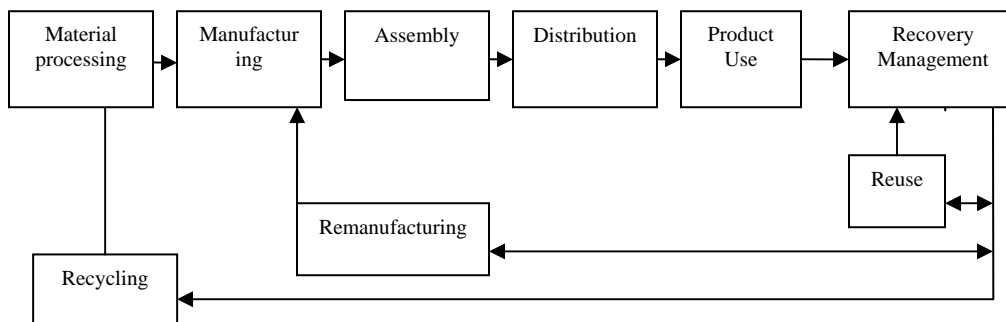 Material
processing
Manufactur
ing
Assembly
Distribution
Product
Use
Recovery
Management
Reuse
Remanufacturing
Recycling